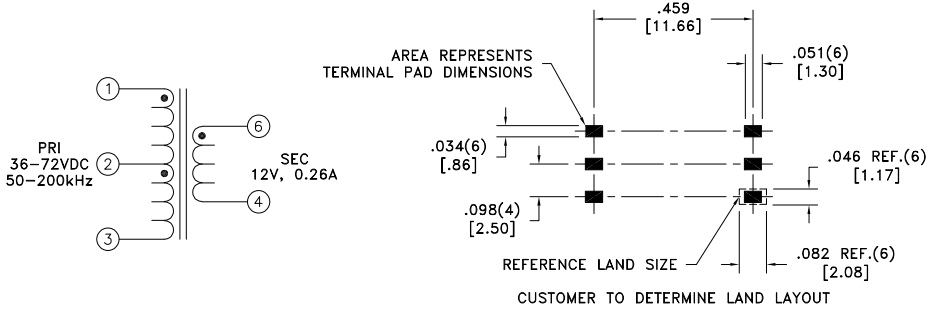 1
2
3
PRI
36-72VDC
50-200kHz
6
4
SEC
12V, 0.26A
.459
[11.66]
AREA REPRESENTS
TERMINAL PAD DIMENSIONS
.051(6)
[1.30]
.034(6)
[.86]
.046 REF.(6)
[1.17]
.098(4)
[2.50]
REFERENCE LAND SIZE
.082 REF.(6)
[2.08]
CUSTOMER TO DETERMINE LAND LAYOUT